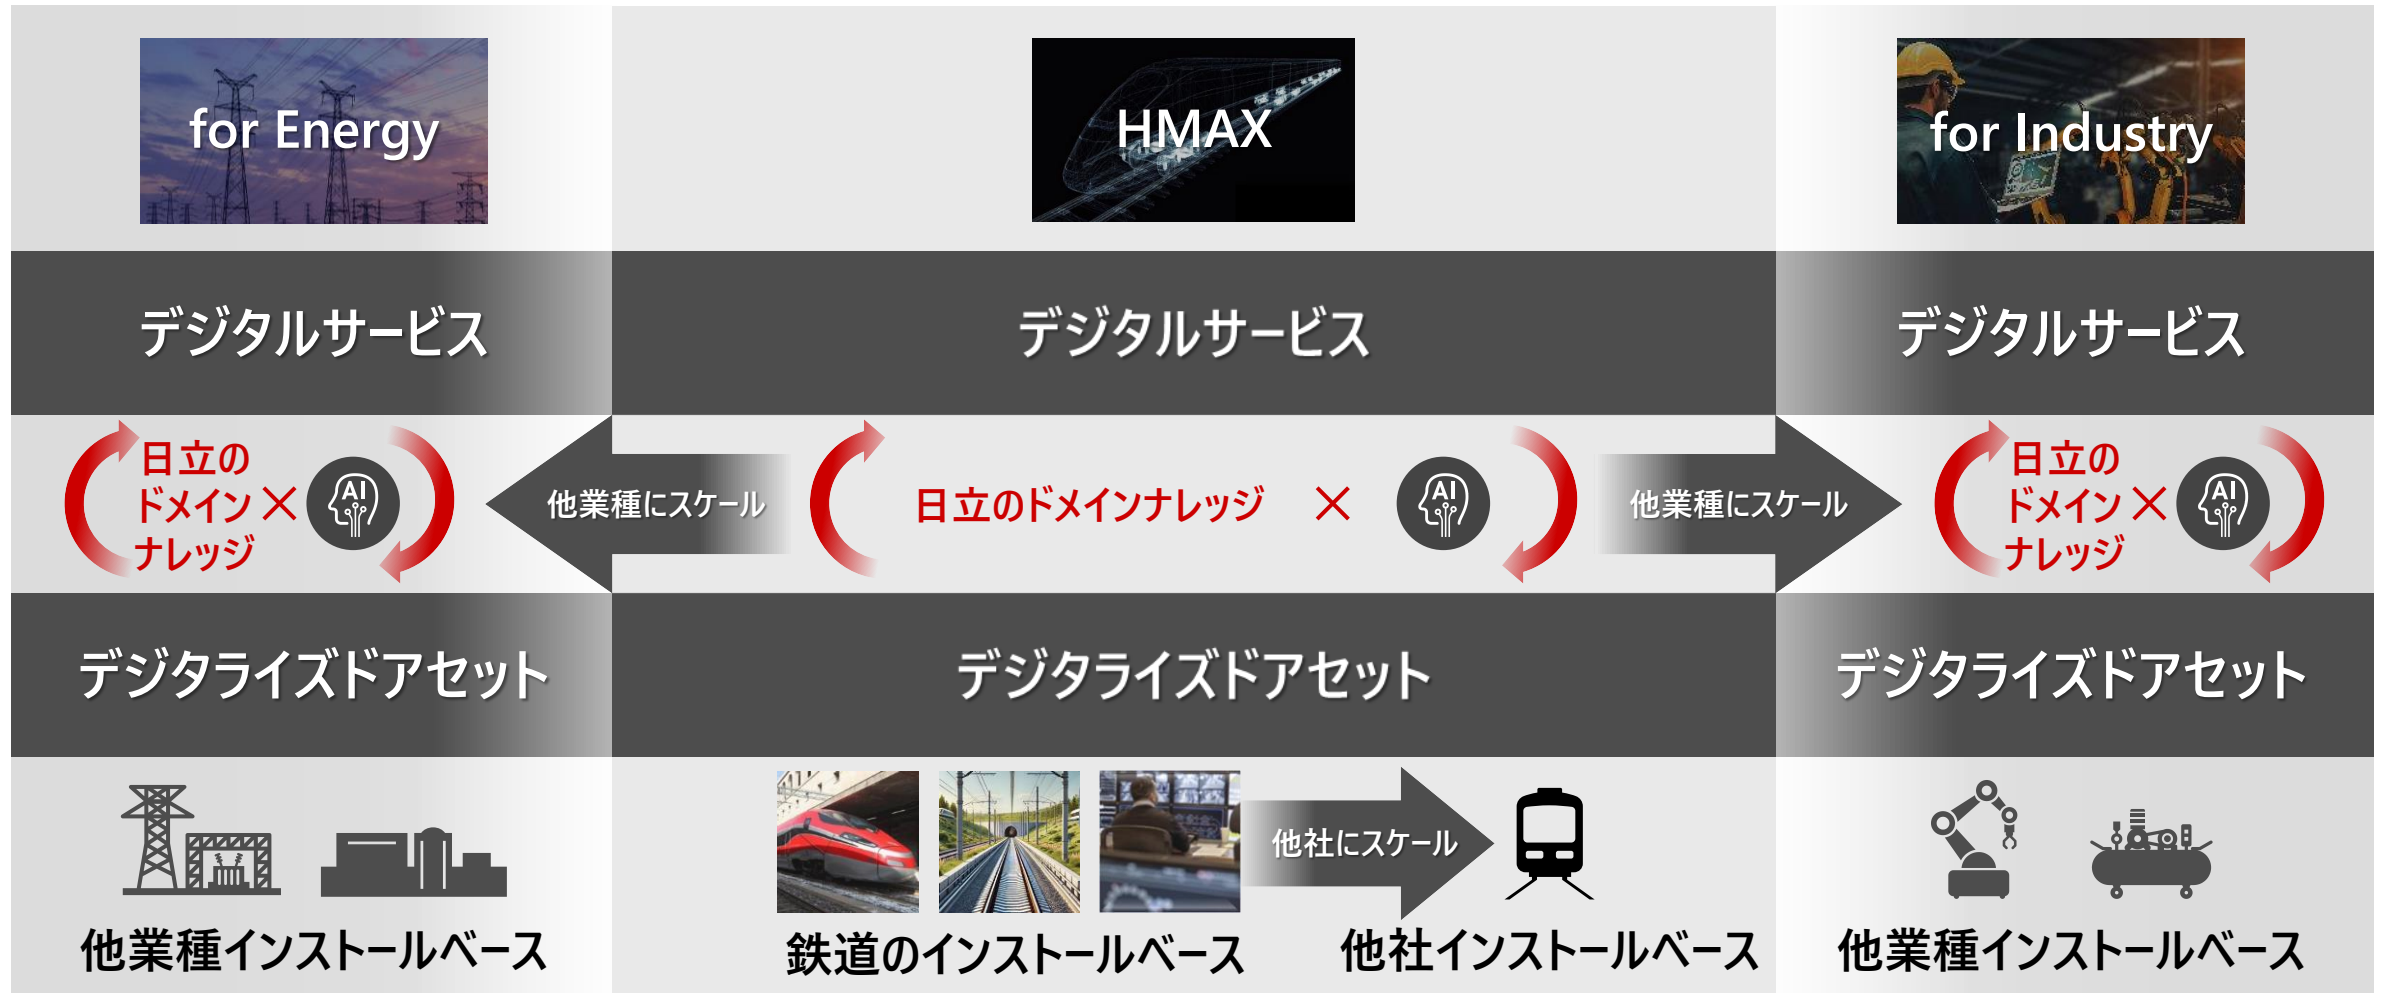 for Energy
HMAX
for Industry
デジタルサービス
デジタルサービス
デジタルサービス
日立の
ドメイン
ナレッジ
×
AI
他業種にスケール
日立のドメインナレッジ
×
AI
他業種にスケール
日立の
ドメイン
ナレッジ
×
AI
デジタライズドアセット
デジタライズドアセット
デジタライズドアセット
他社にスケール
他業種インストールベース
鉄道のインストールベース
他社インストールベース
他業種インストールベース